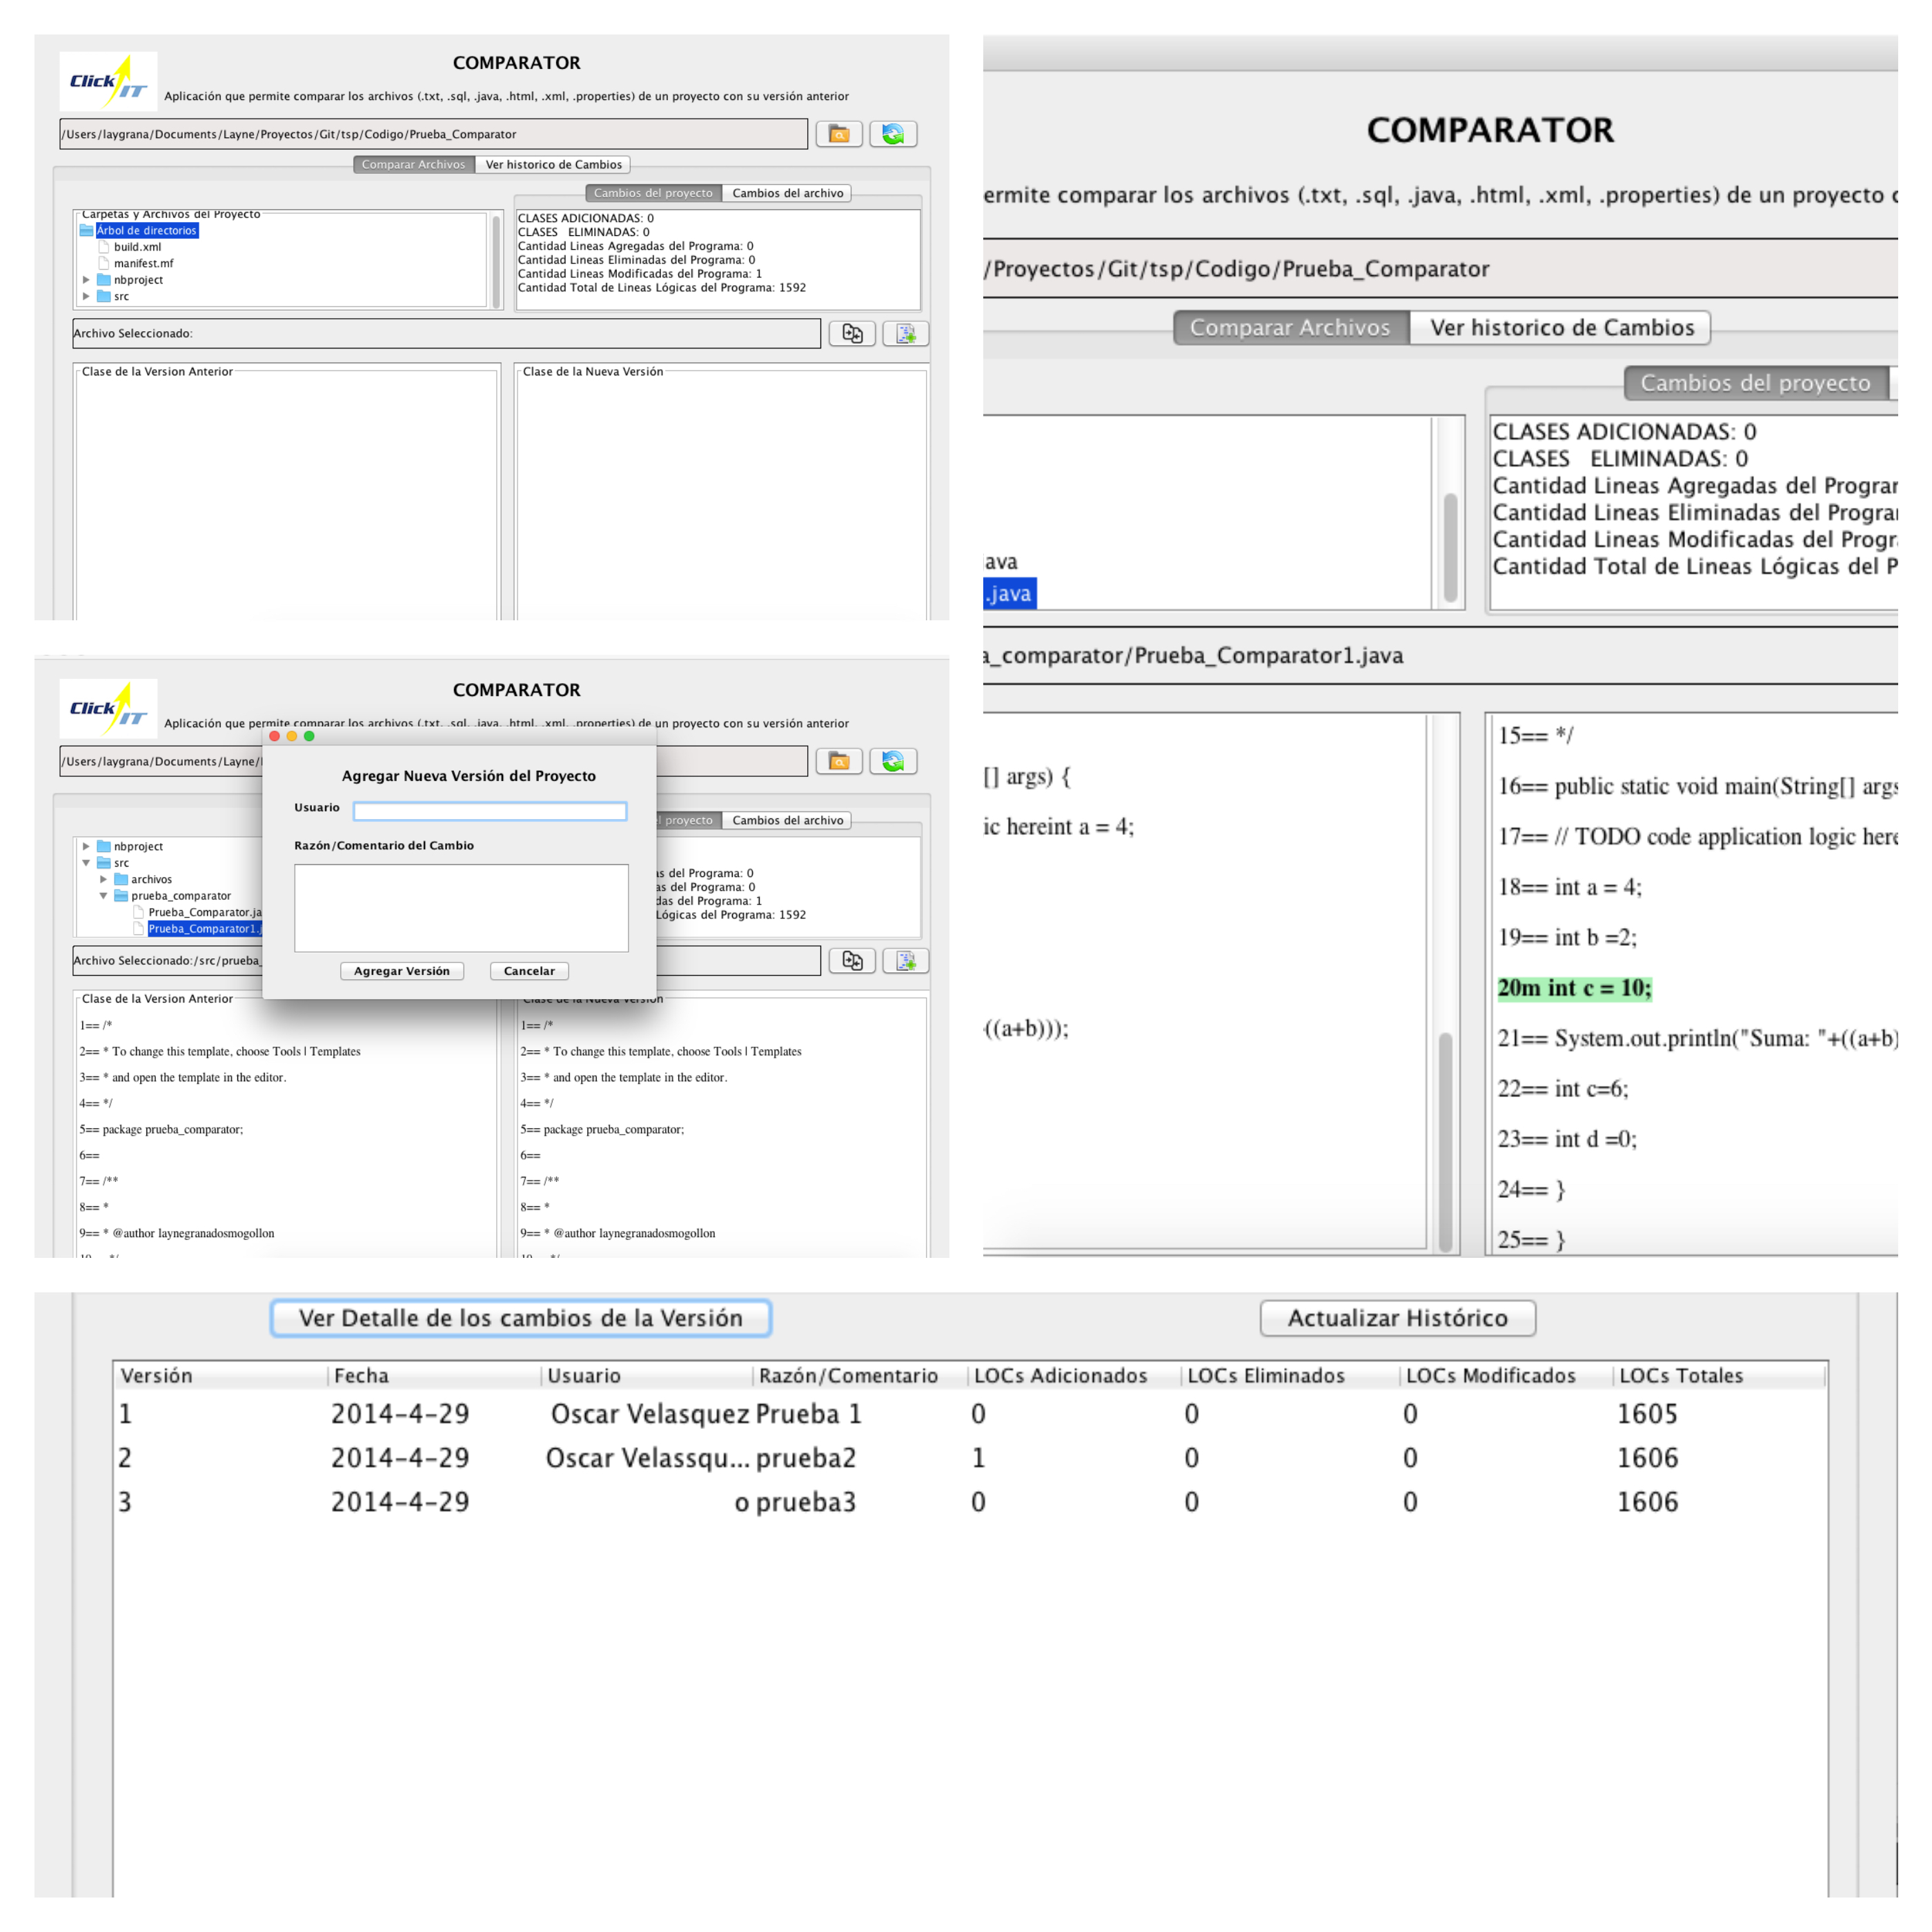 Click IT
COMPARATOR
Aplicación que permite comparar los archivos (.txt, .sql, .java, .html, .xml, .properties) de un proyecto con su versión anterior
/Users/laygrana/Documents/Layne/Proyectos/Git/tsp/Codigo/Prueba_Comparator
Comparar Archivos Ver historico de Cambios
Cambios del proyecto Cambios del archivo
Carpetas y Archivos del Proyecto
Árbol de directorios
build.xml
manifest.mf
nbproject
src
CLASES ADICIONADAS: 0
CLASES ELIMINADAS: 0
Cantidad Lineas Agregadas del Programa: 0
Cantidad Lineas Eliminadas del Programa: 0
Cantidad Lineas Modificadas del Programa: 1
Cantidad Total de Lineas Lógicas del Programa: 1592
Archivo Seleccionado:
Clase de la Version Anterior
Clase de la Nueva Versión
COMPARATOR
ermite comparar los archivos (.txt, .sql, .java, .html, .xml, .properties) de un proyecto
/Proyectos/Git/tsp/Codigo/Prueba_Comparator
Comparar Archivos Ver historico de Cambios
Cambios del proyecto
CLASES ADICIONADAS: 0
CLASES ELIMINADAS: 0
Cantidad Lineas Agregadas del Prograr
Cantidad Lineas Eliminadas del Prograi
Cantidad Lineas Modificadas del Progr
Cantidad Total de Lineas Lógicas del P
ava
.java
a_comparator/Prueba_Comparator1.java
[] args) {
ic hereint a = 4;
((a+b)));
15== */
16== public static void main(String[] args
17== // TODO code application logic here
18== int a = 4;
19== int b =2;
20m int c = 10;
21== System.out.println("Suma: "+((a+b)
22== int c=6;
23== int d =0;
24== }
25== }
Click IT
COMPARATOR
Aplicación que permite comparar los archivos (.txt, .sql, .java, .html, .xml, .properties) de un proyecto con su versión anterior
/Users/laygrana/Documents/Layne/
Agregar Nueva Versión del Proyecto
Usuario
Razón/Comentario del Cambio
Agregar Versión Cancelar
l proyecto Cambios del archivo
nbproject
src
archivos
prueba_comparator
Prueba_Comparator.ja
Prueba_Comparator1.j
as del Programa: 0
as del Programa: 0
das del Programa: 1
Lógicas del Programa: 1592
Archivo Seleccionado:/src/prueba_
Clase de la Version Anterior
1== /*
2== * To change this template, choose Tools | Templates
3== * and open the template in the editor.
4== */
5== package prueba_comparator;
6==
7== /**
8== *
9== * @author laynegranadosmogollon
10== */
Clase de la Nueva Versión
1== /*
2== * To change this template, choose Tools | Templates
3== * and open the template in the editor.
4== */
5== package prueba_comparator;
6==
7== /**
8== *
9== * @author laynegranadosmogollon
10== */
Ver Detalle de los cambios de la Versión Actualizar Histórico
Versión Fecha Usuario Razón/Comentario LOCs Adicionados LOCs Eliminados LOCs Modificados LOCs Totales
1 2014-4-29 Oscar Velasquez Prueba 1 0 0 0 1605
2 2014-4-29 Oscar Velassqu... prueba2 1 0 0 1606
3 2014-4-29 o prueba3 0 0 0 1606